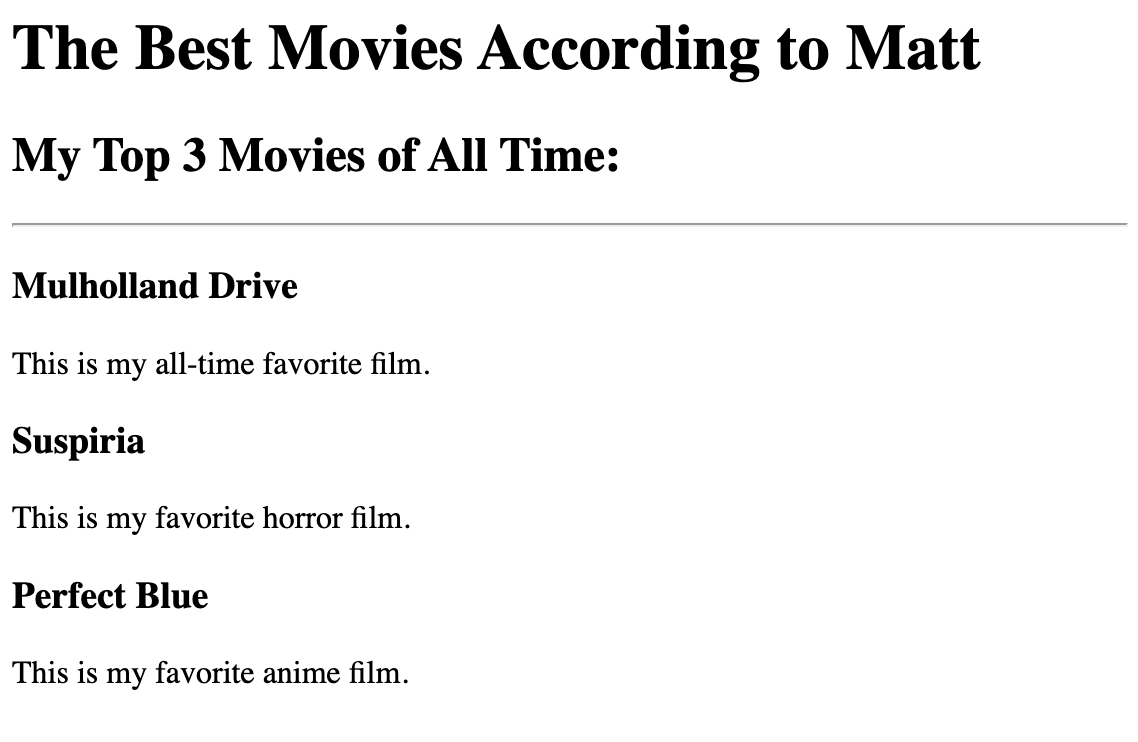 The Best Movies According to Matt
My Top 3 Movies of All Time:
Mulholland Drive
This is my all-time favorite film.
Suspiria
This is my favorite horror film.
Perfect Blue
This is my favorite anime film.